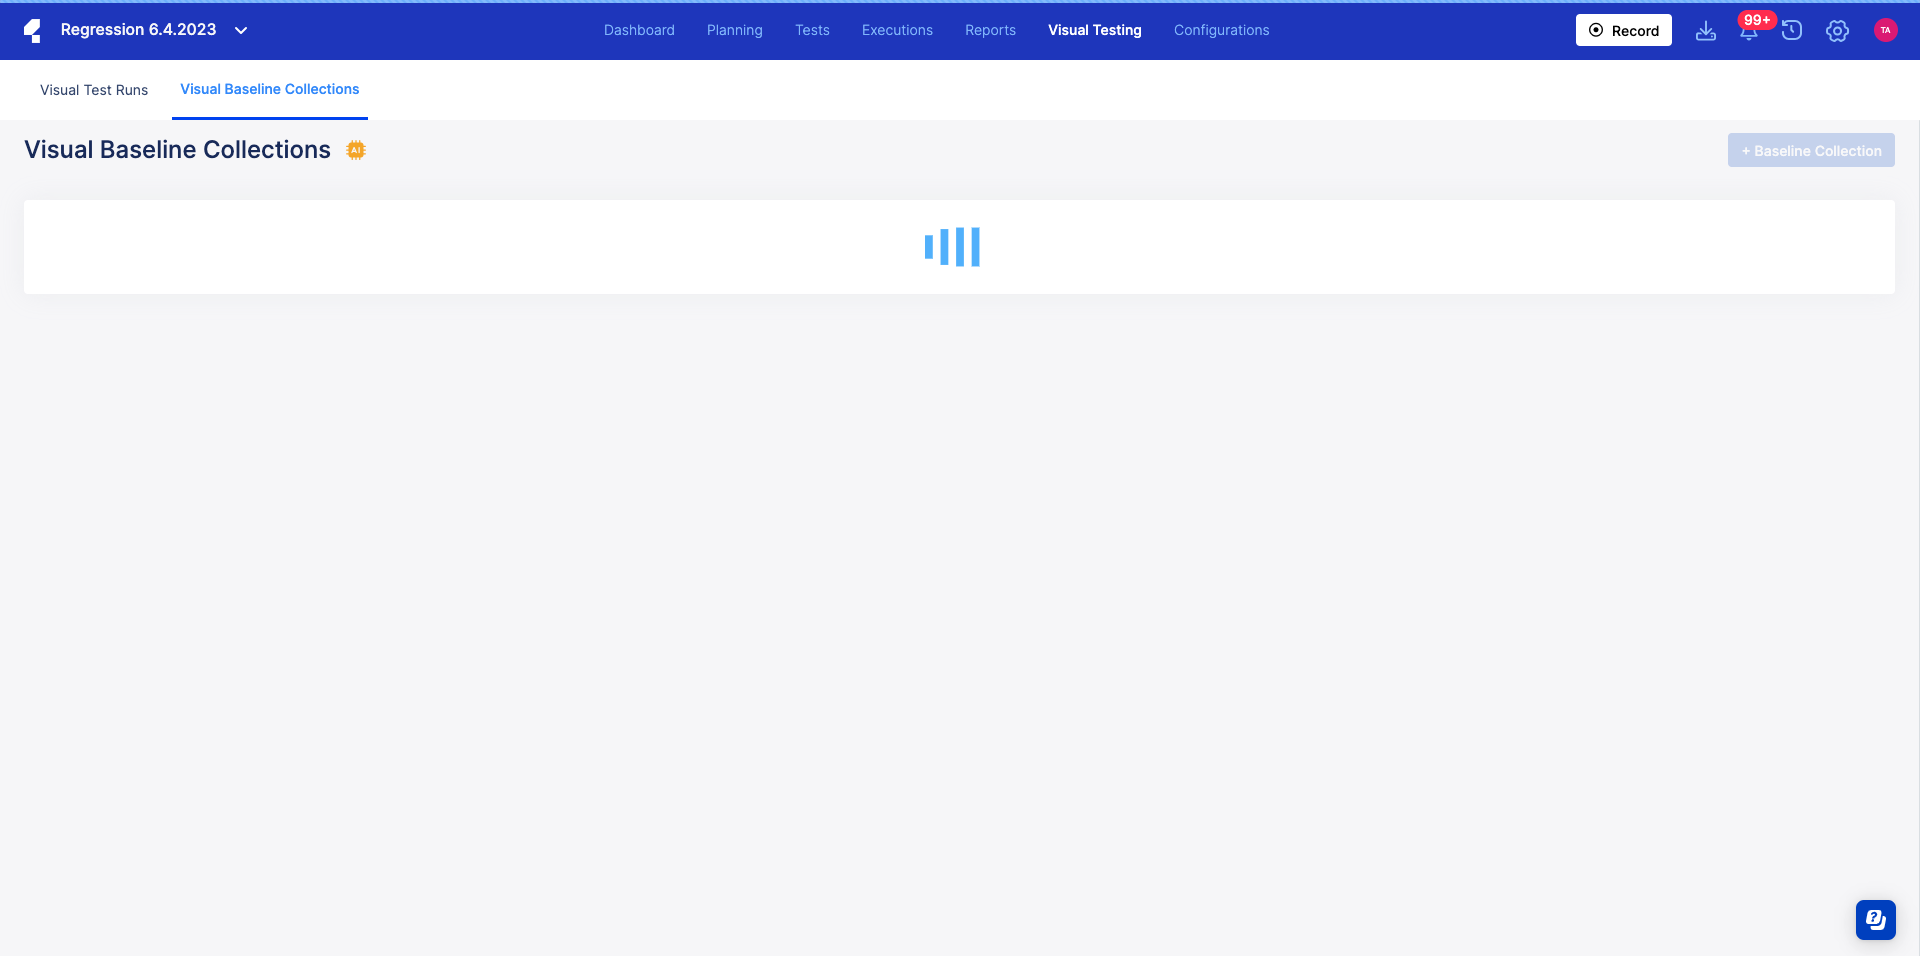 Regression 6.4.2023
Dashboard
Planning
Tests
Executions
Reports
Visual Testing
Configurations
Record
99+
TA
Visual Test Runs
Visual Baseline Collections
Visual Baseline Collections
AI
+ Baseline Collection
?